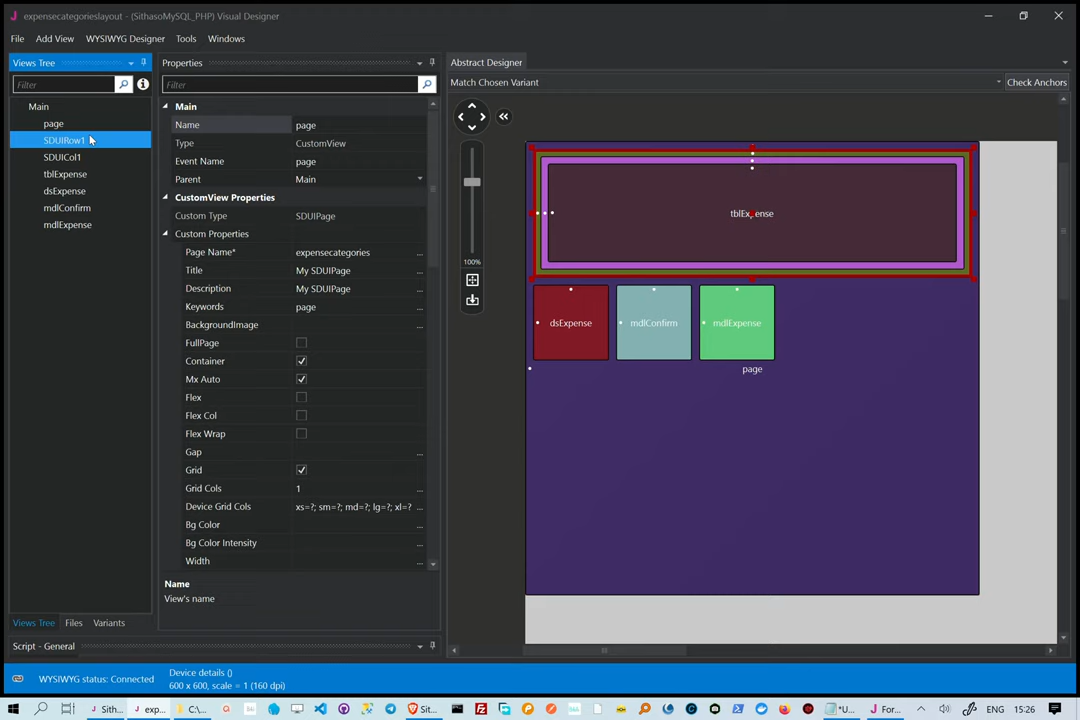 expensecategorieslayout - (SithasoMySQL_PHP) Visual Designer
File Add View WYSIWYG Designer Tools Windows
Views Tree
Filter
Main
page
SDUIRow1
SDUICol1
tblExpense
dsExpense
mdlConfirm
mdlExpense
Views Tree Files Variants
Properties
Filter
Main
Name page
Type CustomView
Event Name page
Parent Main
CustomView Properties
Custom Type SDUIPage
Custom Properties
Page Name* expensecategories ...
Title My SDUIPage ...
Description My SDUIPage ...
Keywords page ...
BackgroundImage ...
FullPage
Container
Mx Auto
Flex
Flex Col
Flex Wrap
Gap ...
Grid
Grid Cols 1 ...
Device Grid Cols xs=?; sm=?; md=?; lg=?; xl=? ...
Bg Color ...
Bg Color Intensity ...
Width ...
Name
View's name
Abstract Designer
Match Chosen Variant
Check Anchors
100%
tblExpense
dsExpense mdlConfirm mdlExpense
page
Script - General
WYSIWYG status: Connected
Device details ()
600 x 600, scale = 1 (160 dpi)
Sith... exp... C:\... Sit... *U... For... ENG 15:26